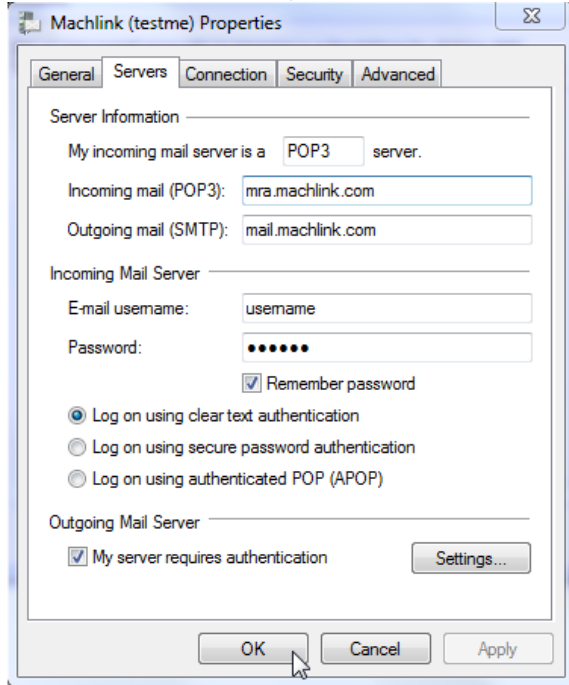 Machlink (testme) Properties
General Servers Connection Security Advanced
Server Information
My incoming mail server is a POP3 server.
Incoming mail (POP3): mra.machlink.com
Outgoing mail (SMTP): mail.machlink.com
Incoming Mail Server
E-mail username: username
Password: ●●●●●●
Remember password
Log on using clear text authentication
Log on using secure password authentication
Log on using authenticated POP (APOP)
Outgoing Mail Server
My server requires authentication Settings...
OK Cancel Apply